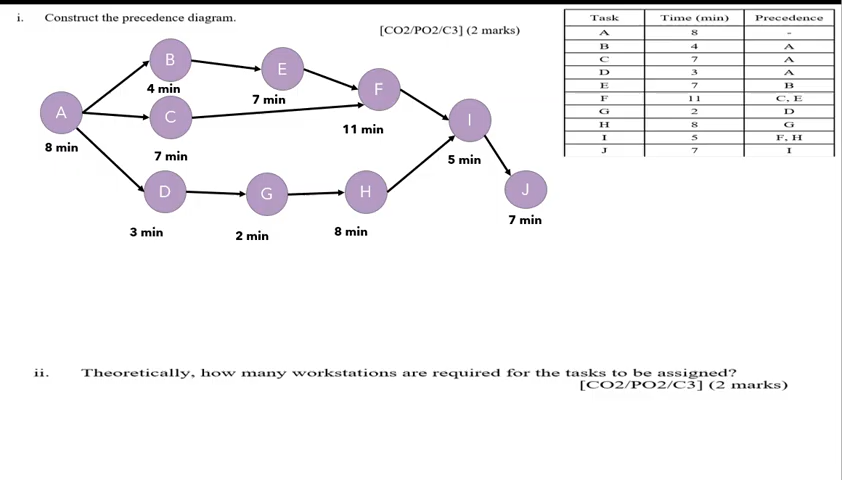 i. Construct the precedence diagram.
[CO2/PO2/C3] (2 marks)
A
8 min
B
4 min
C
7 min
D
3 min
E
7 min
G
2 min
F
11 min
H
8 min
I
5 min
J
7 min
Task Time (min) Precedence
A 8 -
B 4 A
C 7 A
D 3 A
E 7 B
F 11 C, E
G 2 D
H 8 G
I 5 F, H
J 7 I
ii. Theoretically, how many workstations are required for the tasks to be assigned?
[CO2/PO2/C3] (2 marks)